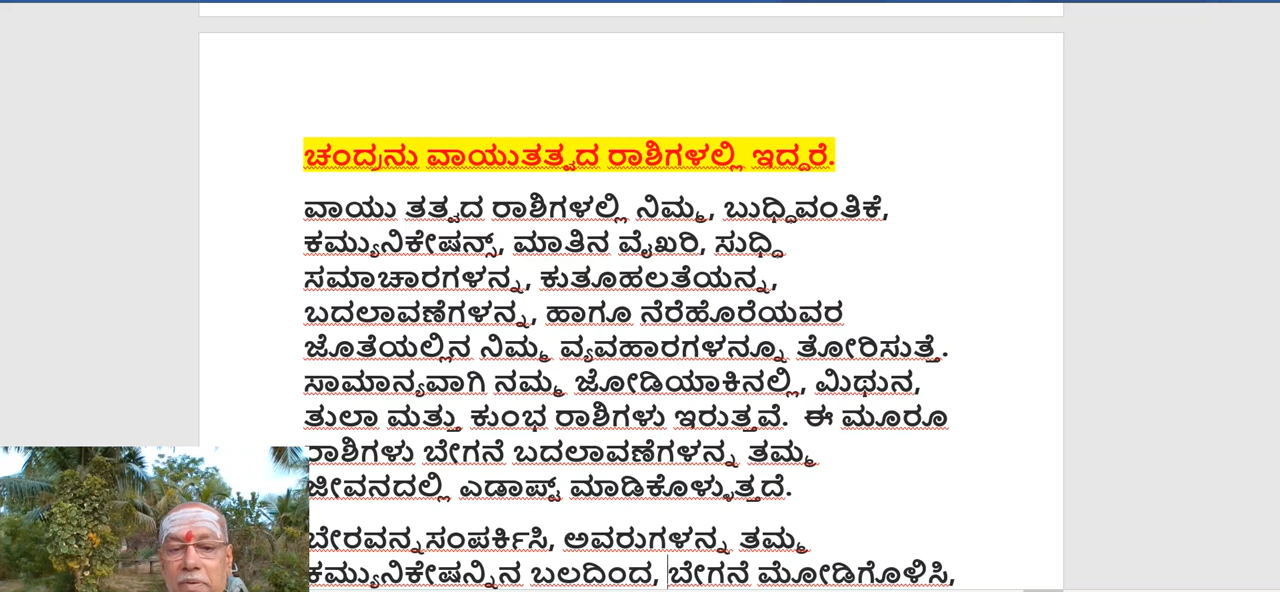 ಚಂದ್ರನು ವಾಯುತತ್ವದ ರಾಶಿಗಳಲ್ಲಿ ಇದ್ದರೆ.
ವಾಯು ತತ್ವದ ರಾಶಿಗಳಲ್ಲಿ ನಿಮ್ಮ, ಬುಧ್ಧಿವಂತಿಕೆ,
ಕಮ್ಯುನಿಕೇಷನ್ಸ್, ಮಾತಿನ ವೈಖರಿ, ಸುಧ್ಧಿ
ಸಮಾಚಾರಗಳನ್ನ, ಕುತೂಹಲತೆಯನ್ನ,
ಬದಲಾವಣೆಗಳನ್ನ, ಹಾಗೂ ನೆರೆಹೊರೆಯವರ
ಜೊತೆಯಲ್ಲಿನ ನಿಮ್ಮ ವ್ಯವಹಾರಗಳನ್ನೂ ತೋರಿಸುತ್ತೆ.
ಸಾಮಾನ್ಯವಾಗಿ ನಮ್ಮ ಜೋಡಿಯಾಕಿನಲ್ಲಿ, ಮಿಥುನ,
ತುಲಾ ಮತ್ತು ಕುಂಭ ರಾಶಿಗಳು ಇರುತ್ತವೆ. ಈ ಮೂರೂ
ರಾಶಿಗಳು ಬೇಗನೆ ಬದಲಾವಣೆಗಳನ್ನ ತಮ್ಮ
ಜೀವನದಲ್ಲಿ ಎಡಾಪ್ಟ್ ಮಾಡಿಕೊಳ್ಳುತ್ತದೆ.
ಬೇರವನ್ನಸಂಪರ್ಕಿಸಿ, ಅವರುಗಳನ್ನ ತಮ್ಮ
ಕಮ್ಯುನಿಕೇಷನ್ನಿನ ಬಲದಿಂದ, ಬೇಗನೆ ಮೋಡಿಗೊಳಿಸಿ,